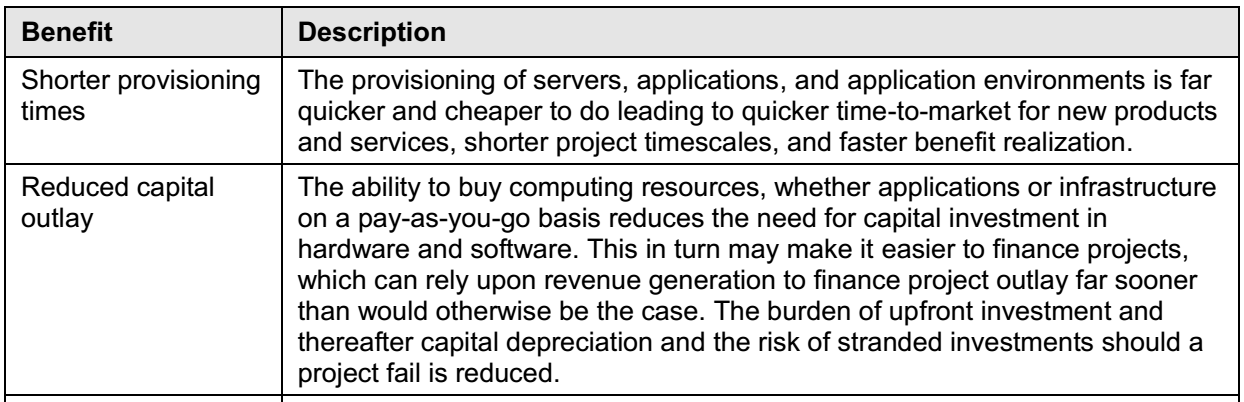 Benefit Description
Shorter provisioning times
The provisioning of servers, applications, and application environments is far
quicker and cheaper to do leading to quicker time-to-market for new products
and services, shorter project timescales, and faster benefit realization.
Reduced capital outlay
The ability to buy computing resources, whether applications or infrastructure
on a pay-as-you-go basis reduces the need for capital investment in
hardware and software. This in turn may make it easier to finance projects,
which can rely upon revenue generation to finance project outlay far sooner
than would otherwise be the case. The burden of upfront investment and
thereafter capital depreciation and the risk of stranded investments should a
project fail is reduced.